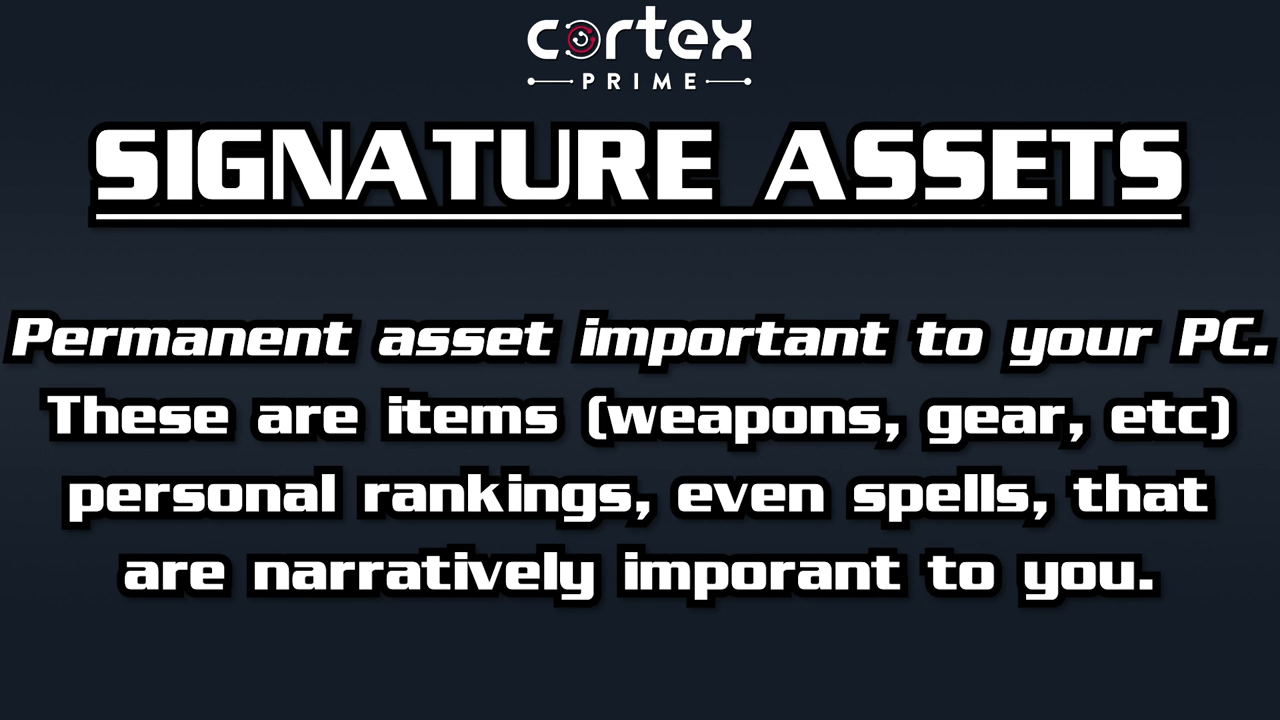 cortex
PRIME
SIGNATURE ASSETS
Permanent asset important to your PC.
These are items (weapons, gear, etc)
personal rankings, even spells, that
are narratively imporant to you.